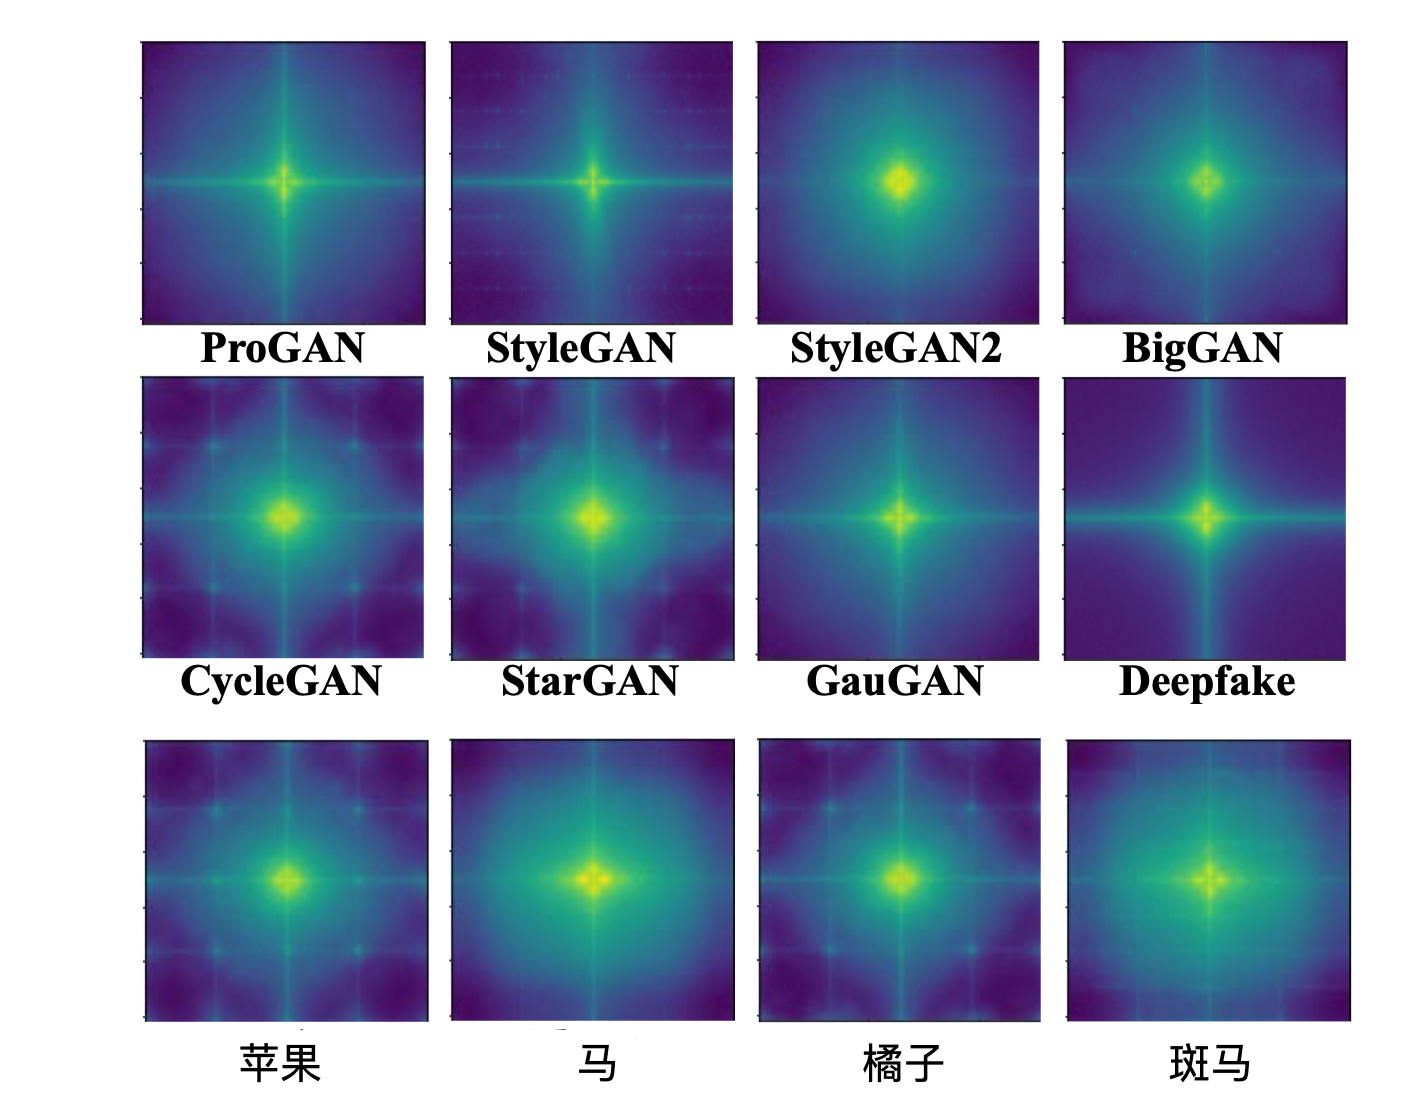 ProGAN StyleGAN StyleGAN2 BigGAN
CycleGAN StarGAN GauGAN Deepfake
苹果 马 橘子 斑马